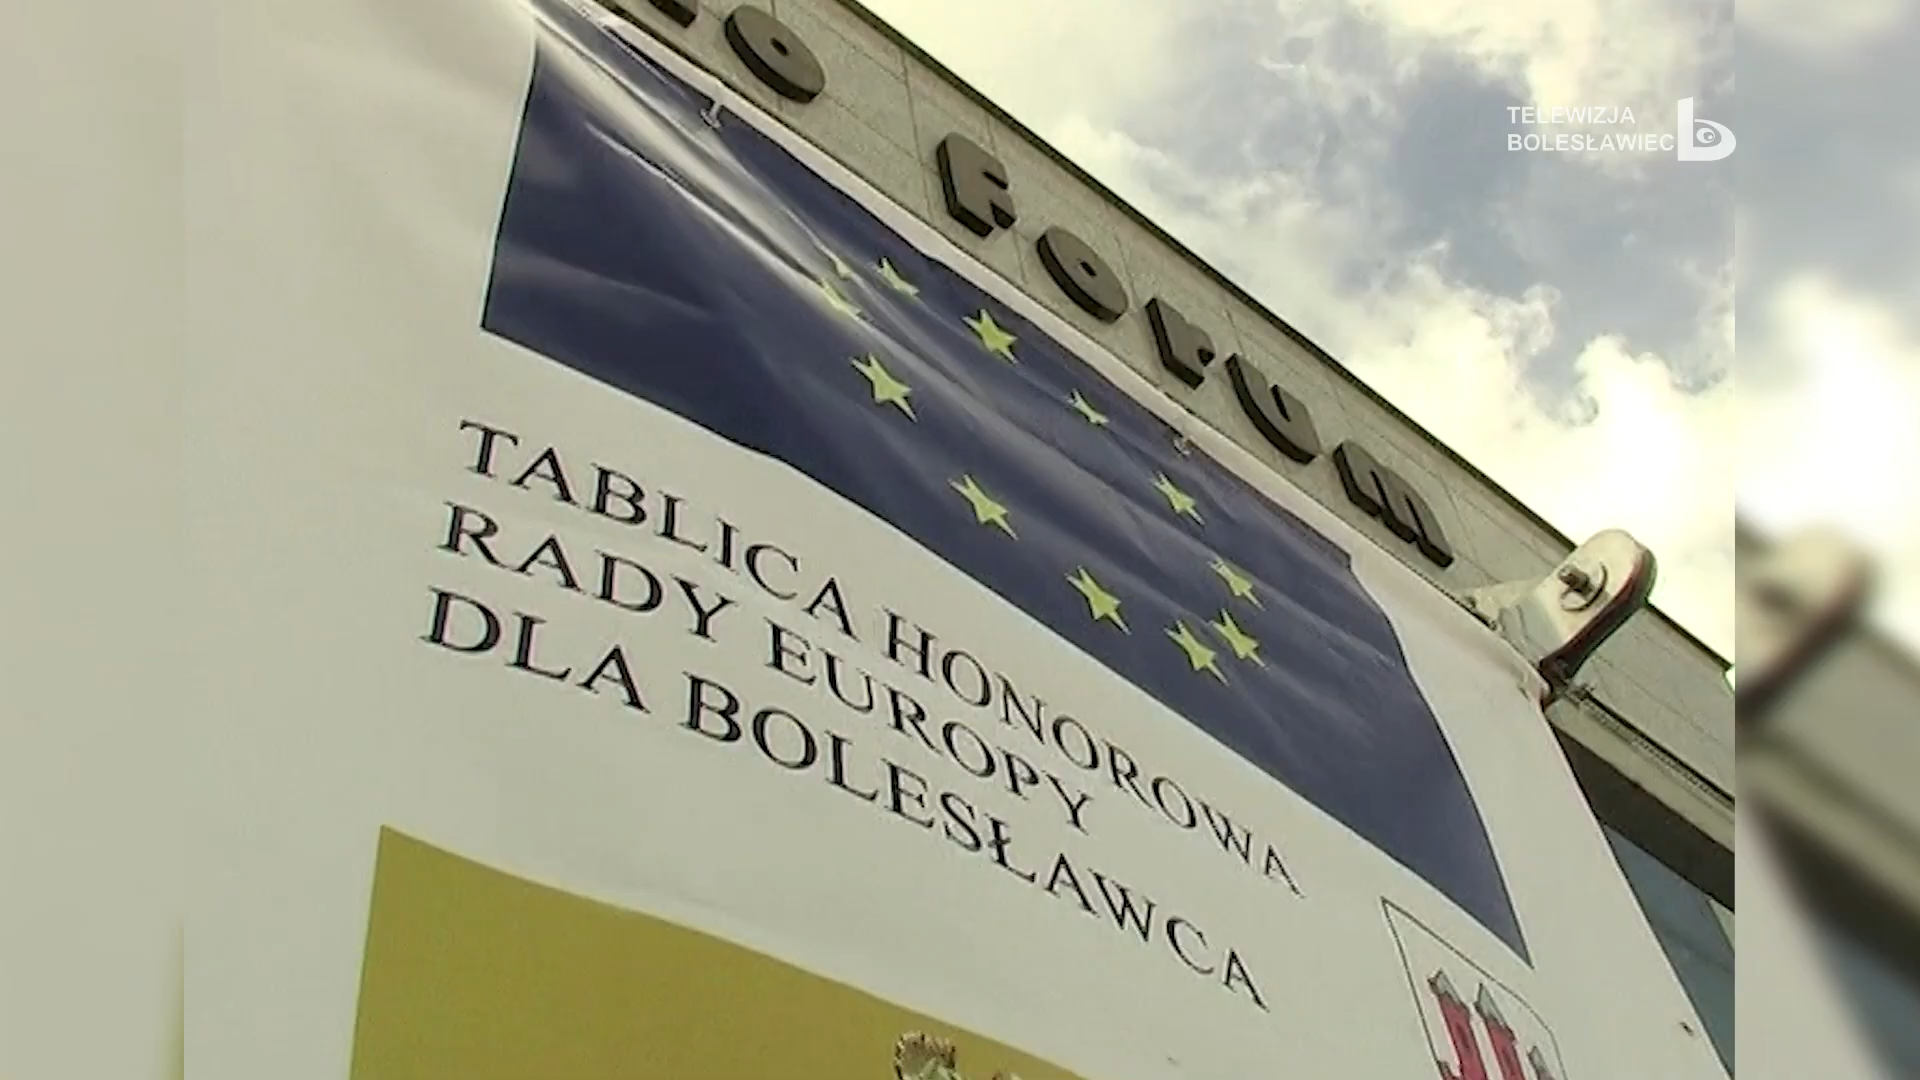 Forum
TELEWIZJA
BOLESŁAWIEC
TABLICA HONOROWA
RADY EUROPY
DLA BOLESŁAWCA